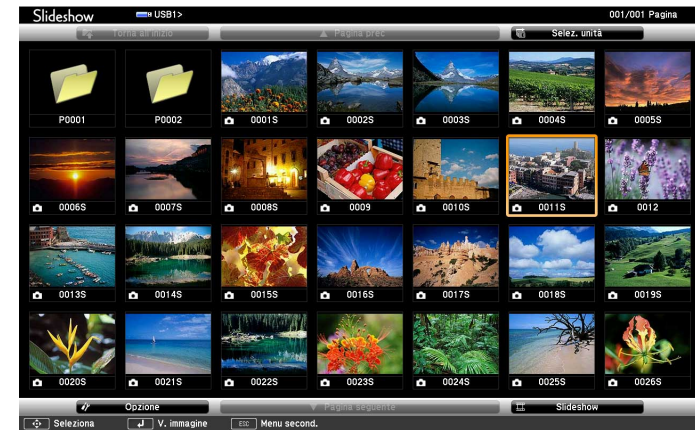 Slideshow USB1> 001/001 Pagina
Torna all'inizio Pagina prec Selez. unità
P0001 P0002 0001S 0002S 0003S 0004S 0005S
0006S 0007S 0008S 0009 0010S 0011S 0012
0013S 0014S 0015S 0016S 0017S 0018S 0019S
0020S 0021S 0022S 0023S 0024S 0025S 0026S
Opzione Pagina seguente Slideshow
Seleziona V. immagine ESC Menu second.